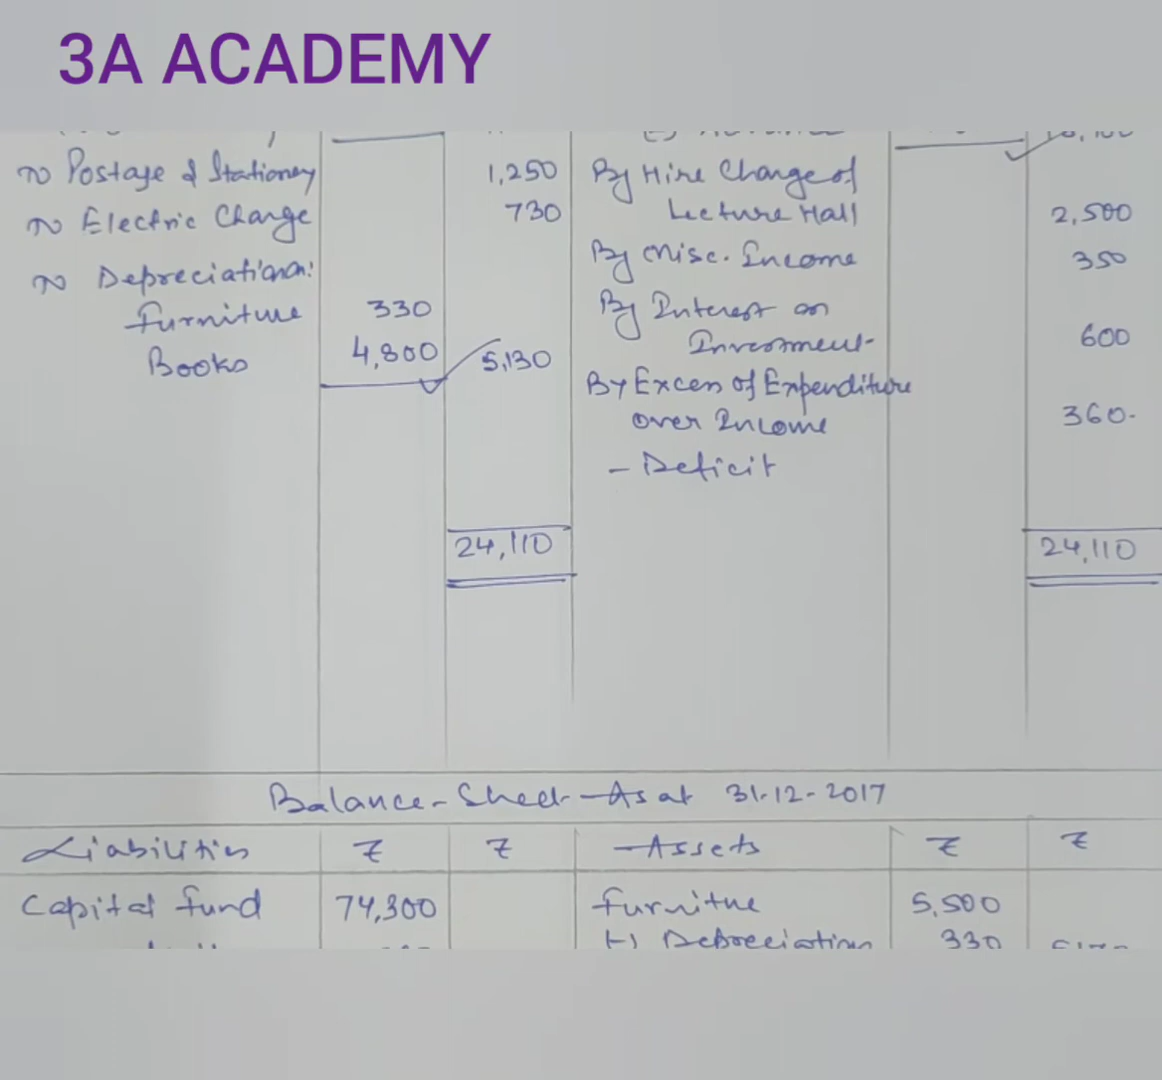 3A ACADEMY
To Postage & Stationey 1,250
To Electric Charge 730
To Depreciation:
Furniture 330
Books 4,800 5,130
24,110
By Hire Charge of
Lecture Hall 2,500
By Misc. Income 350
By Interest on
Investment 600
By Excess of Expenditure
over Income 360
- Deficit
24,110
Balance-Sheet-As at 31-12-2017
Liabilities ₹ ₹ Assets ₹ ₹
Capital Fund 74,300 Furnitue 5,500
(-) Depreciation 330